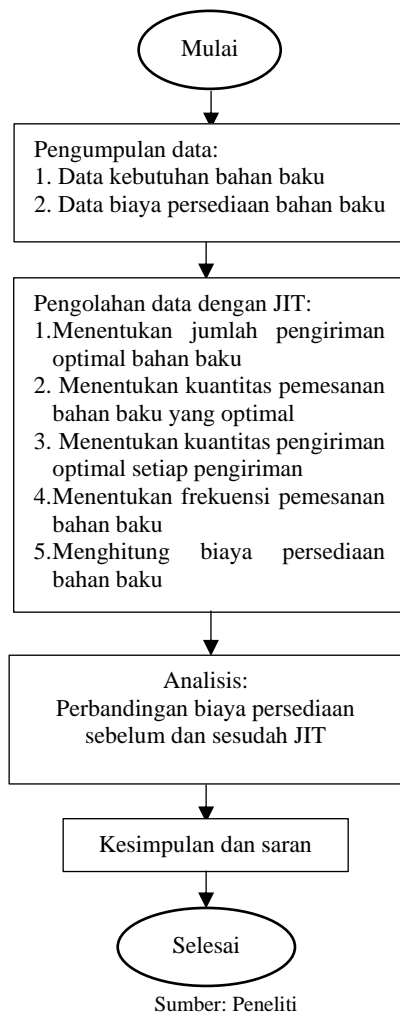 Mulai
Pengumpulan data:
1. Data kebutuhan bahan baku
2. Data biaya persediaan bahan baku
Pengolahan data dengan JIT:
1.Menentukan jumlah pengiriman
optimal bahan baku
2. Menentukan kuantitas pemesanan
bahan baku yang optimal
3. Menentukan kuantitas pengiriman
optimal setiap pengiriman
4.Menentukan frekuensi pemesanan
bahan baku
5.Menghitung biaya persediaan
bahan baku
Analisis:
Perbandingan biaya persediaan
sebelum dan sesudah JIT
Kesimpulan dan saran
Selesai
Sumber: Peneliti